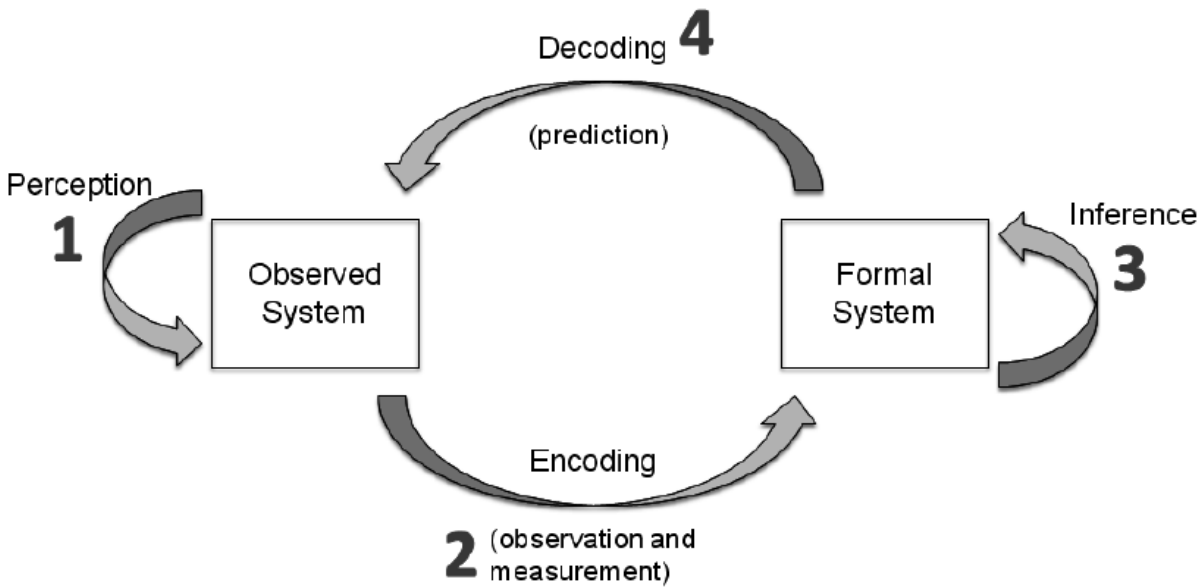 Decoding 4
(prediction)
Perception
1
Observed
System
Formal
System
Inference
3
Encoding
2 (observation and
measurement)